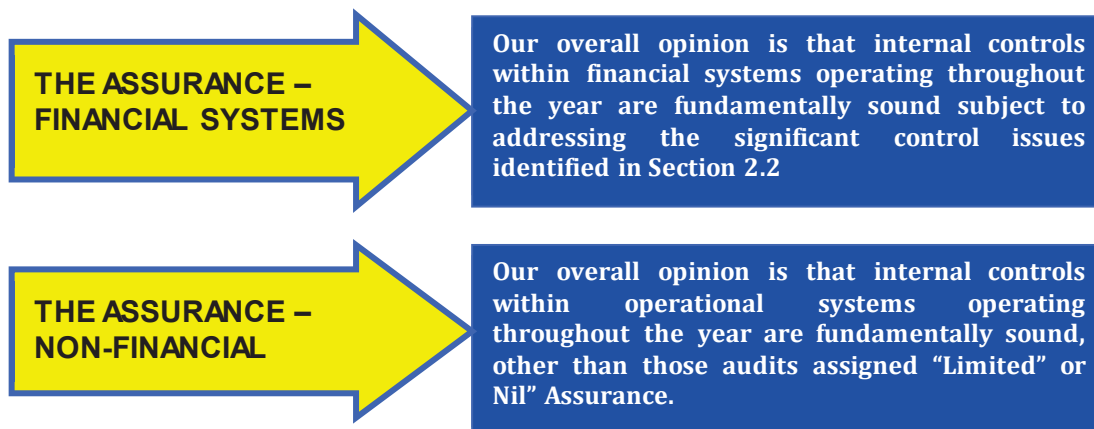 THE ASSURANCE –
FINANCIAL SYSTEMS
Our overall opinion is that internal controls
within financial systems operating throughout
the year are fundamentally sound subject to
addressing the significant control issues
identified in Section 2.2
THE ASSURANCE –
NON-FINANCIAL
Our overall opinion is that internal controls
within operational systems operating
throughout the year are fundamentally sound,
other than those audits assigned “Limited” or
Nil” Assurance.